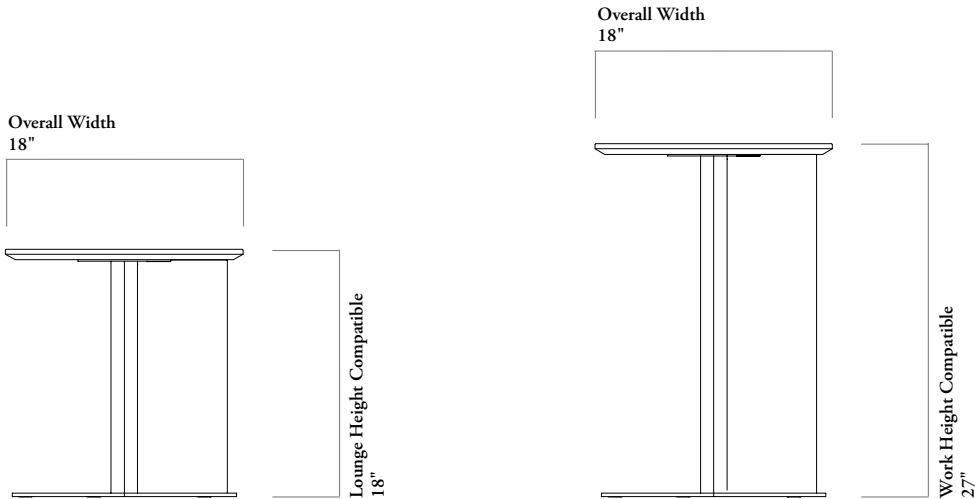 Overall Width
18"
Lounge Height Compatible
18"
Overall Width
18"
Work Height Compatible
27"